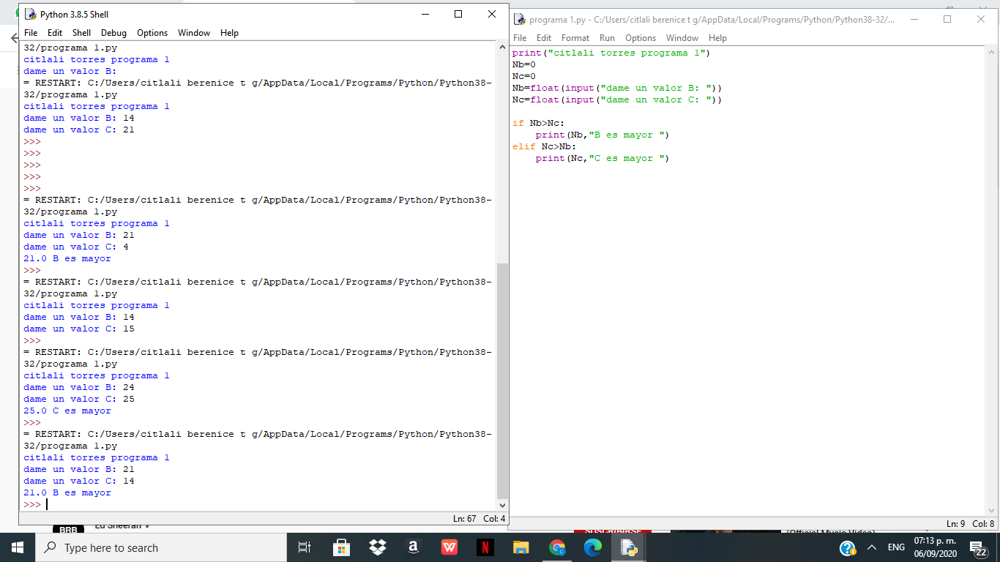 Python 3.8.5 Shell
File Edit Shell Debug Options Window Help
32/programa 1.py
citlali torres programa 1
dame un valor B:
= RESTART: C:/Users/citlali berenice t g/AppData/Local/Programs/Python/Python38-
32/programa 1.py
citlali torres programa 1
dame un valor B: 14
dame un valor C: 21
>>>
>>>
>>>
>>>
>>>
= RESTART: C:/Users/citlali berenice t g/AppData/Local/Programs/Python/Python38-
32/programa 1.py
citlali torres programa 1
dame un valor B: 21
dame un valor C: 4
21.0 B es mayor
>>>
= RESTART: C:/Users/citlali berenice t g/AppData/Local/Programs/Python/Python38-
32/programa 1.py
citlali torres programa 1
dame un valor B: 14
dame un valor C: 15
>>>
= RESTART: C:/Users/citlali berenice t g/AppData/Local/Programs/Python/Python38-
32/programa 1.py
citlali torres programa 1
dame un valor B: 24
dame un valor C: 25
25.0 C es mayor
>>>
= RESTART: C:/Users/citlali berenice t g/AppData/Local/Programs/Python/Python38-
32/programa 1.py
citlali torres programa 1
dame un valor B: 21
dame un valor C: 14
21.0 B es mayor
>>>
Ln: 67 Col: 4
programa 1.py - C:/Users/citlali berenice t g/AppData/Local/Programs/Python/Python38-32/...
File Edit Format Run Options Window Help
print("citlali torres programa 1")
Nb=0
Nc=0
Nb=float(input("dame un valor B: "))
Nc=float(input("dame un valor C: "))
if Nb>Nc:
    print(Nb,"B es mayor ")
elif Nc>Nb:
    print(Nc,"C es mayor ")
Ln: 9 Col: 8
BRB Ed Sheeran
SUSCRIBIRSE
(Official Music Video)
Type here to search
ENG
07:13 p. m.
06/09/2020
22